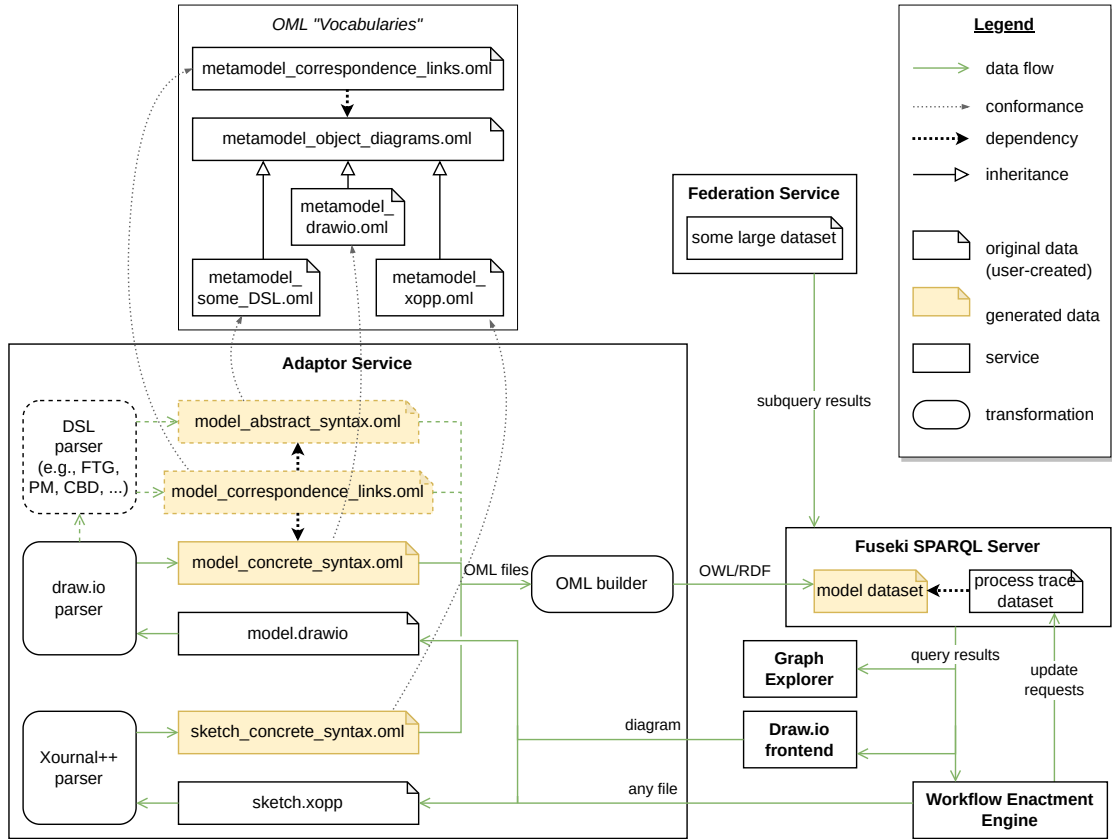 OML "Vocabularies"
metamodel_correspondence_links.oml
metamodel_object_diagrams.oml
metamodel_
drawio.oml
metamodel_
some_DSL.oml
metamodel_
xopp.oml
Legend
data flow
conformance
dependency
inheritance
original data
(user-created)
generated data
service
transformation
Federation Service
some large dataset
subquery results
Adaptor Service
DSL
parser
(e.g., FTG,
PM, CBD, ...)
model_abstract_syntax.oml
model_correspondence_links.oml
model_concrete_syntax.oml
draw.io
parser
model.drawio
OML files
OML builder
OWL/RDF
Fuseki SPARQL Server
model dataset
process trace
dataset
query results
update
requests
Graph
Explorer
diagram
Draw.io
frontend
Xournal++
parser
sketch_concrete_syntax.oml
sketch.xopp
any file
Workflow Enactment
Engine